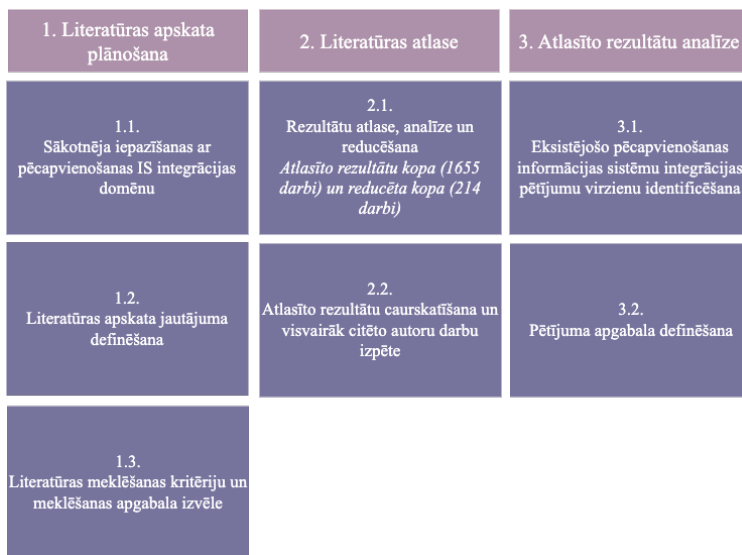 1. Literatūras apskata
plānošana
1.1.
Sākotnēja iepazīšanas ar
pēcapvienošanas IS integrācijas
domēnu
1.2.
Literatūras apskata jautājuma
definēšana
1.3.
Literatūras meklēšanas kritēriju un
meklēšanas apgabala izvēle
2. Literatūras atlase
2.1.
Rezultātu atlase, analīze un
reducēšana
Atlasīto rezultātu kopa (1655
darbi) un reducēta kopa (214
darbi)
2.2.
Atlasīto rezultātu caurskatīšana un
visvairāk citēto autoru darbu
izpēte
3. Atlasīto rezultātu analīze
3.1.
Eksistējošo pēcapvienošanas
informācijas sistēmu integrācijas
pētījumu virzienu identificēšana
3.2.
Pētījuma apgabala definēšana